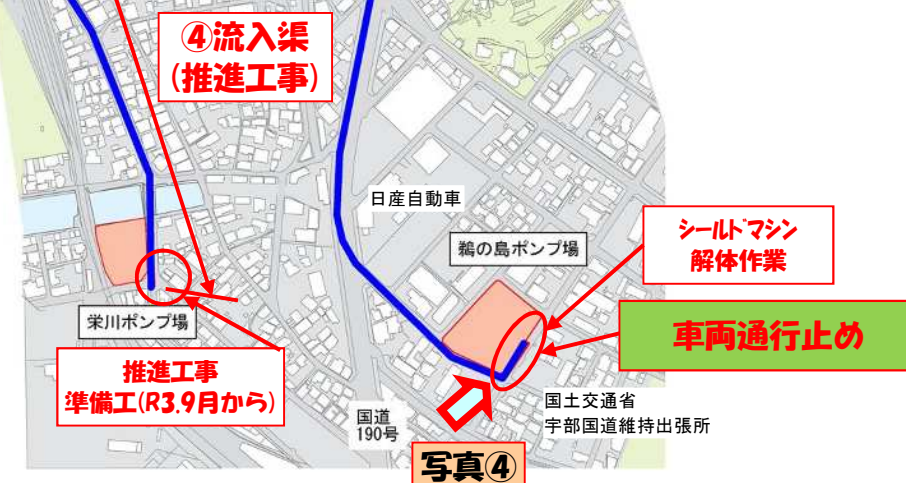 ④流入渠
(推進工事)
日産自動車
鵜の島ポンプ場
シールドマシン
解体作業
栄川ポンプ場
車両通行止め
推進工事
準備工(R3.9月から)
国土交通省
宇部国道維持出張所
国道
190号
写真④